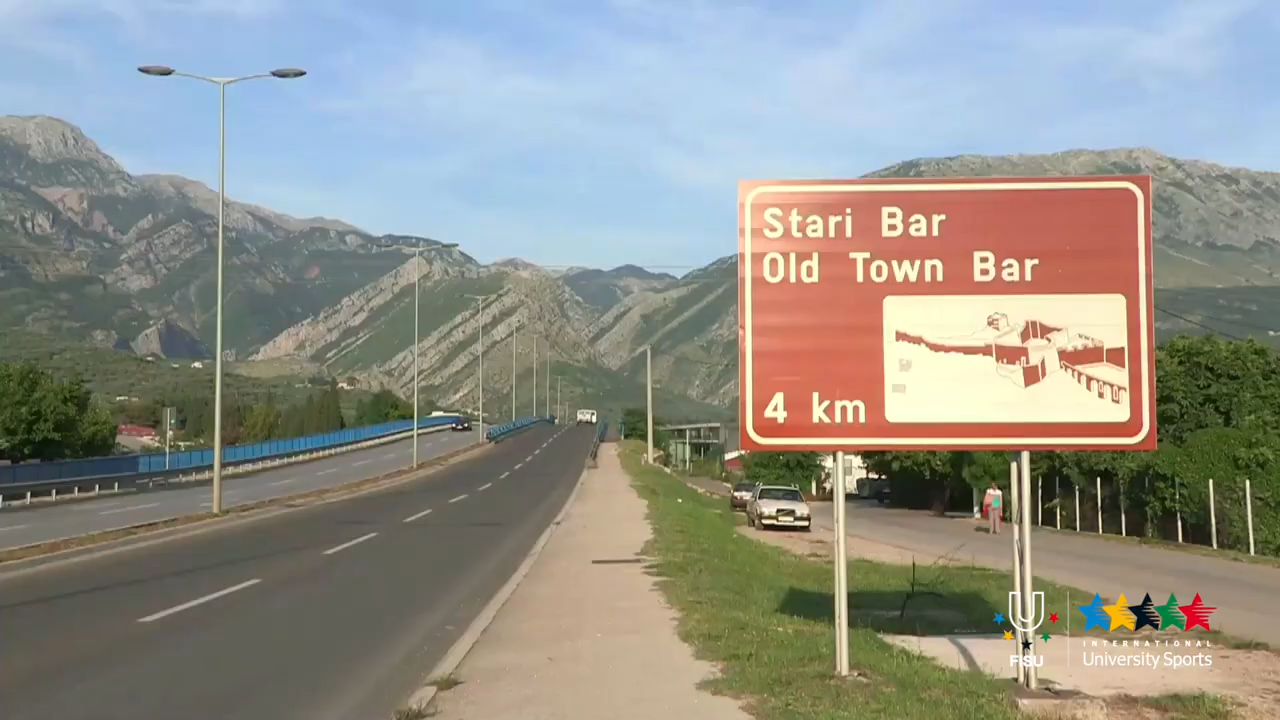 Stari Bar
Old Town Bar
4 km
FISU
INTERNATIONAL
University Sports